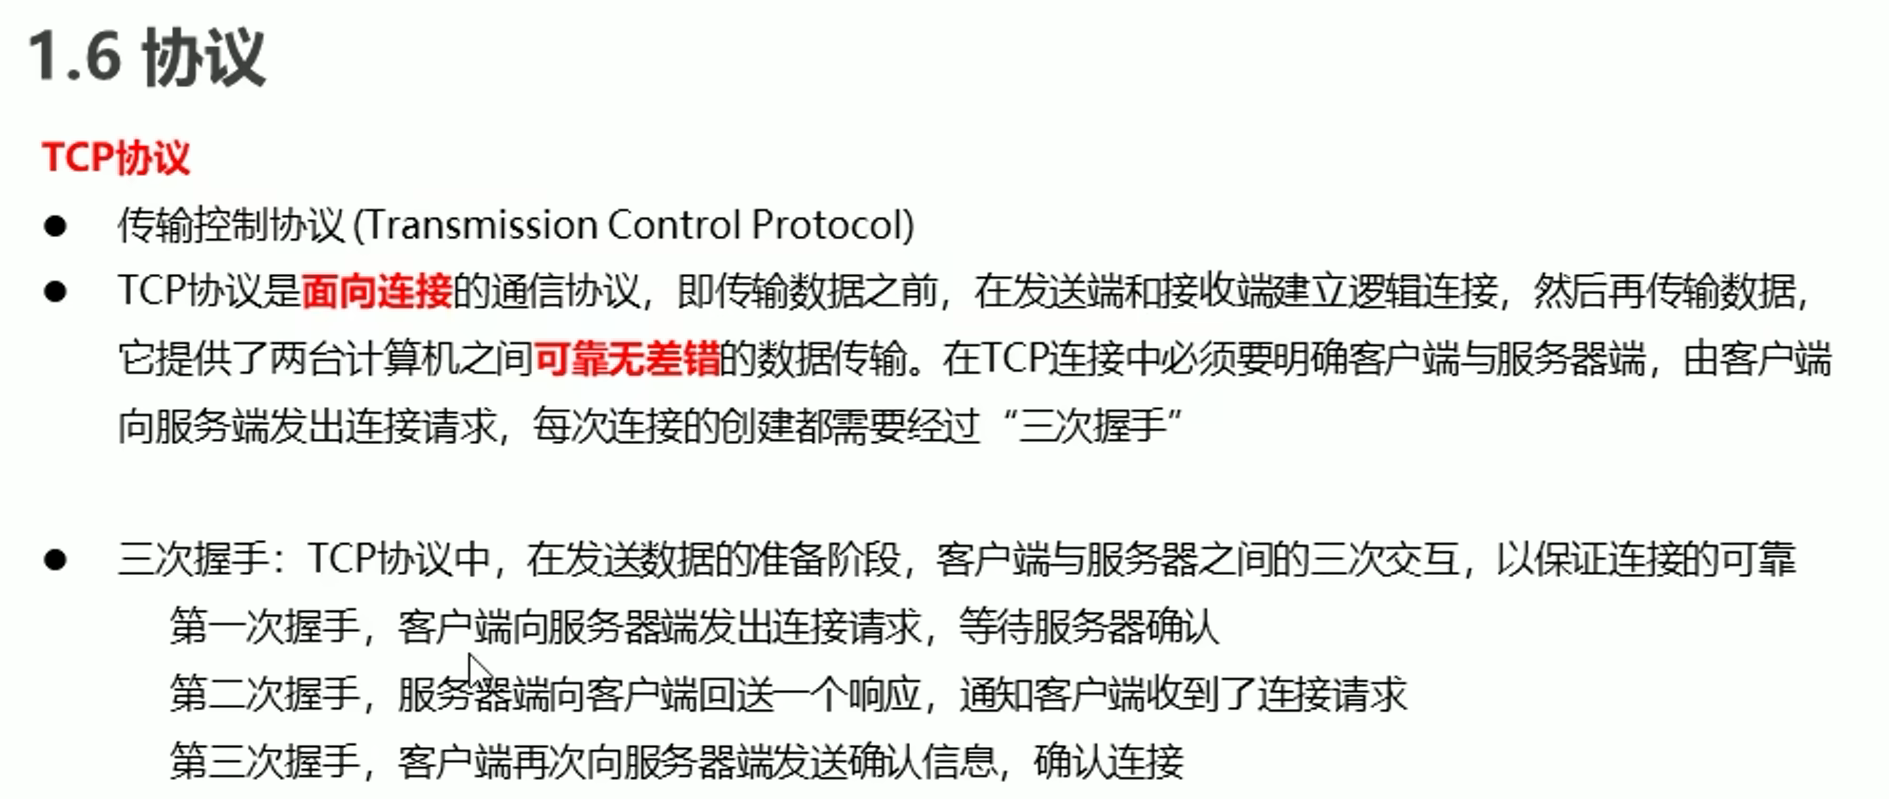 1.6 协议
TCP协议
● 传输控制协议 (Transmission Control Protocol)
● TCP协议是面向连接的通信协议，即传输数据之前，在发送端和接收端建立逻辑连接，然后再传输数据，
它提供了两台计算机之间可靠无差错的数据传输。在TCP连接中必须要明确客户端与服务器端，由客户端
向服务端发出连接请求，每次连接的创建都需要经过“三次握手”
● 三次握手：TCP协议中，在发送数据的准备阶段，客户端与服务器之间的三次交互，以保证连接的可靠
第一次握手，客户端向服务器端发出连接请求，等待服务器确认
第二次握手，服务器端向客户端回送一个响应，通知客户端收到了连接请求
第三次握手，客户端再次向服务器端发送确认信息，确认连接